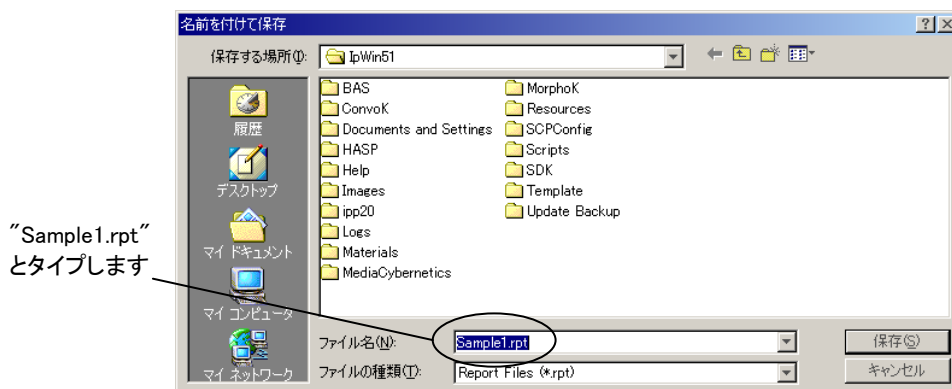 名前を付けて保存
保存する場所(I):
IpWin51
履歴
デスクトップ
マイ ドキュメント
マイ コンピュータ
マイ ネットワーク
BAS
ConvoK
Documents and Settings
HASP
Help
Images
ipp20
Logs
Materials
MediaCybernetics
MorphoK
Resources
SCPConfig
Scripts
SDK
Template
Update Backup
"Sample1.rpt"
とタイプします
ファイル名(N):
Sample1.rpt
保存(S)
ファイルの種類(T):
Report Files (*.rpt)
キャンセル